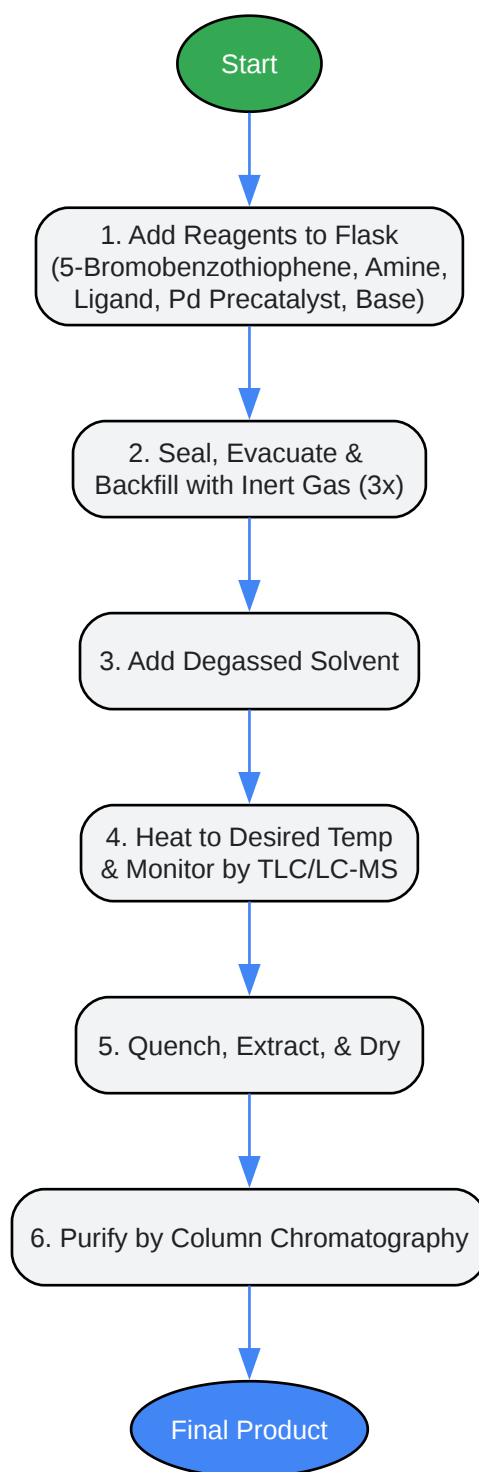 Start
1. Add Reagents to Flask
(5-Bromobenzothiophene, Amine,
Ligand, Pd Precatalyst, Base)
2. Seal, Evacuate &
Backfill with Inert Gas (3x)
3. Add Degassed Solvent
4. Heat to Desired Temp
& Monitor by TLC/LC-MS
5. Quench, Extract, & Dry
6. Purify by Column Chromatography
Final Product